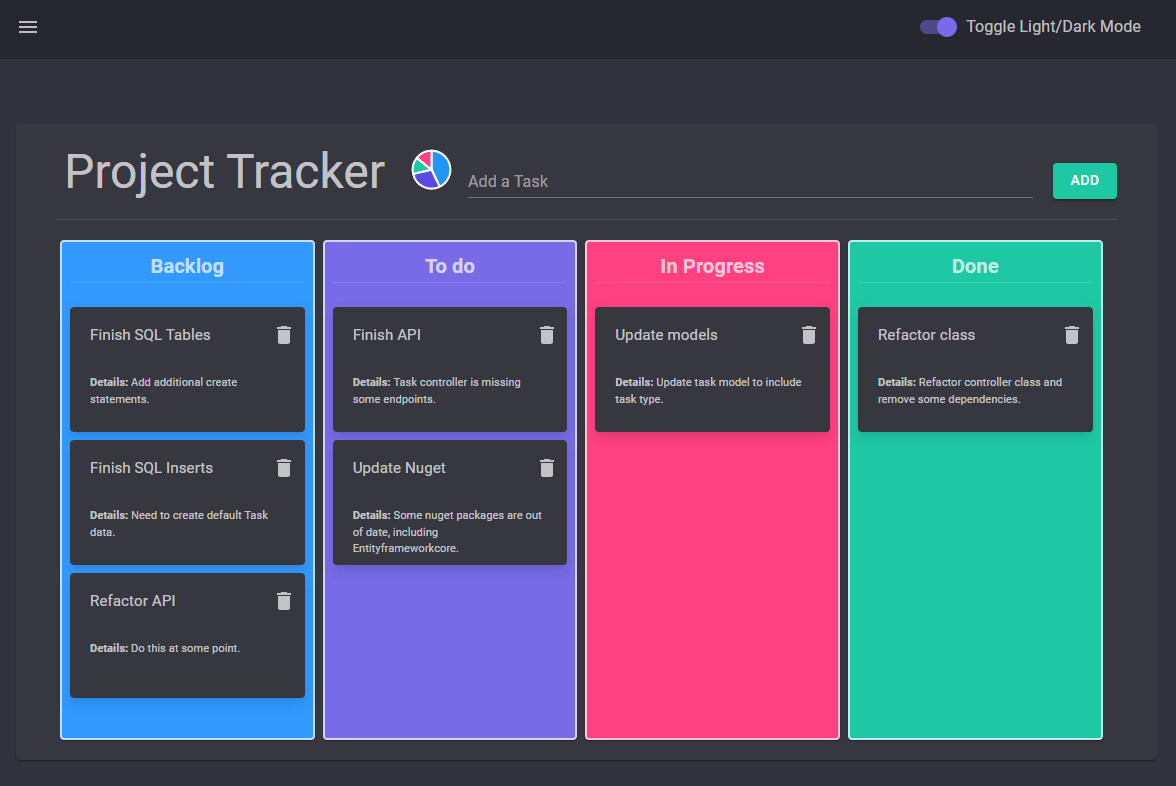 Toggle Light/Dark Mode
Project Tracker
Add a Task
ADD
Backlog
Finish SQL Tables
Details: Add additional create
statements.
Finish SQL Inserts
Details: Need to create default Task
data.
Refactor API
Details: Do this at some point.
To do
Finish API
Details: Task controller is missing
some endpoints.
Update Nuget
Details: Some nuget packages are out
of date, including
Entityframeworkcore.
In Progress
Update models
Details: Update task model to include
task type.
Done
Refactor class
Details: Refactor controller class and
remove some dependencies.